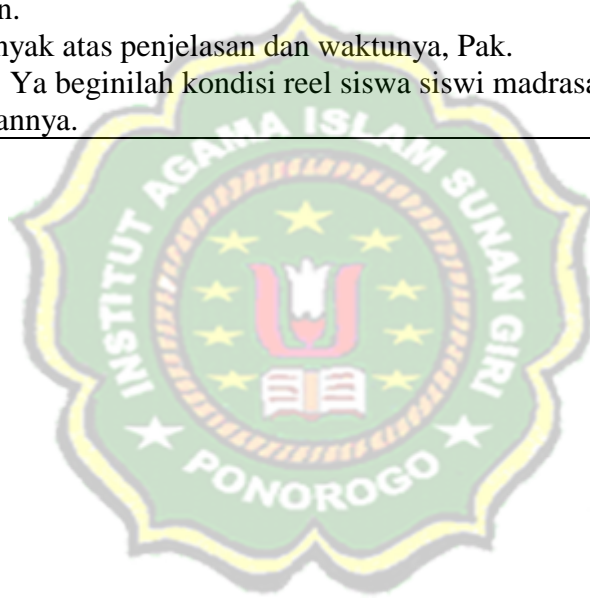 n.
nyak atas penjelasan dan waktunya, Pak.
Ya beginilah kondisi reel siswa siswi madrasa
annya.
INSTITUT AGAMA ISLAM SUNAN GIRI
PONOROGO